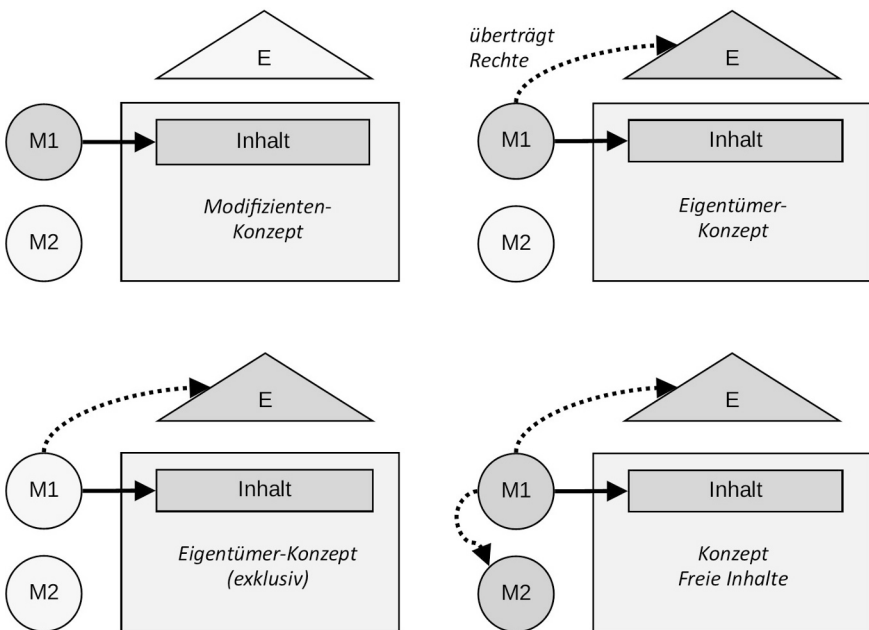 E
M1
Inhalt
Modifizienten-
Konzept
M2
überträgt
Rechte
E
M1
Inhalt
Eigentümer-
Konzept
M2
E
M1
Inhalt
Eigentümer-Konzept
(exklusiv)
M2
E
M1
Inhalt
Konzept
Freie Inhalte
M2